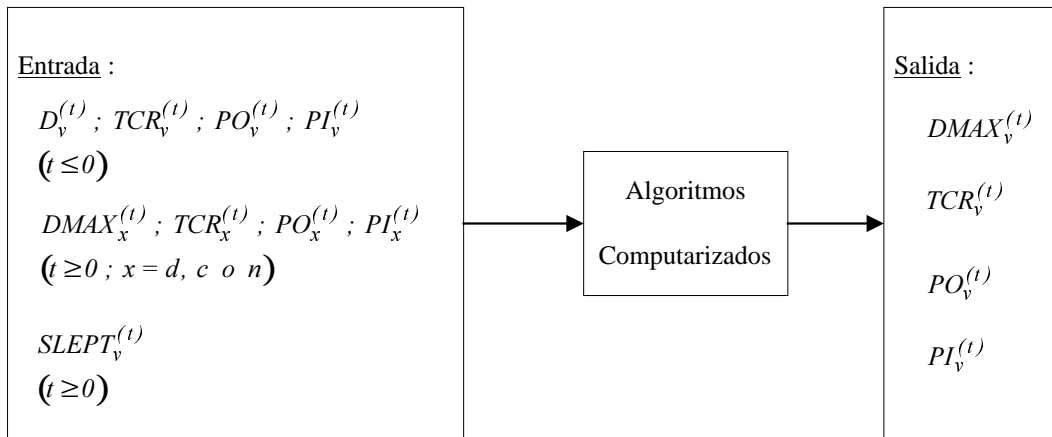 Entrada :
D_v^(t) ; TCR_v^(t) ; PO_v^(t) ; PI_v^(t)
(t ≤ 0)
DMAX_x^(t) ; TCR_x^(t) ; PO_x^(t) ; PI_x^(t)
(t ≥ 0 ; x = d, c o n)
SLEPT_v^(t)
(t ≥ 0)
Algoritmos
Computarizados
Salida :
DMAX_v^(t)
TCR_v^(t)
PO_v^(t)
PI_v^(t)